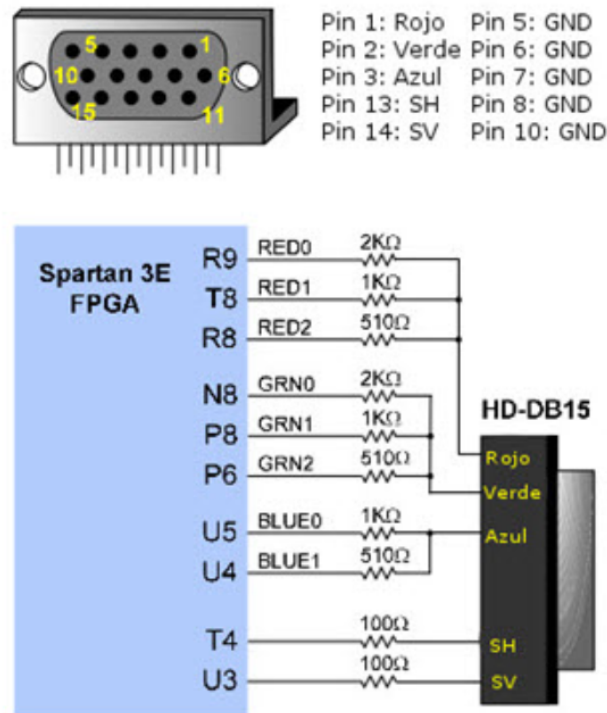 5 1
10 6
15 11
Pin 1: Rojo Pin 5: GND
Pin 2: Verde Pin 6: GND
Pin 3: Azul Pin 7: GND
Pin 13: SH Pin 8: GND
Pin 14: SV Pin 10: GND
Spartan 3E
FPGA
R9 RED0 2KΩ
T8 RED1 1KΩ
R8 RED2 510Ω
N8 GRN0 2KΩ
P8 GRN1 1KΩ
P6 GRN2 510Ω
U5 BLUE0 1KΩ
U4 BLUE1 510Ω
T4 100Ω
U3 100Ω
HD-DB15
Rojo
Verde
Azul
SH
SV